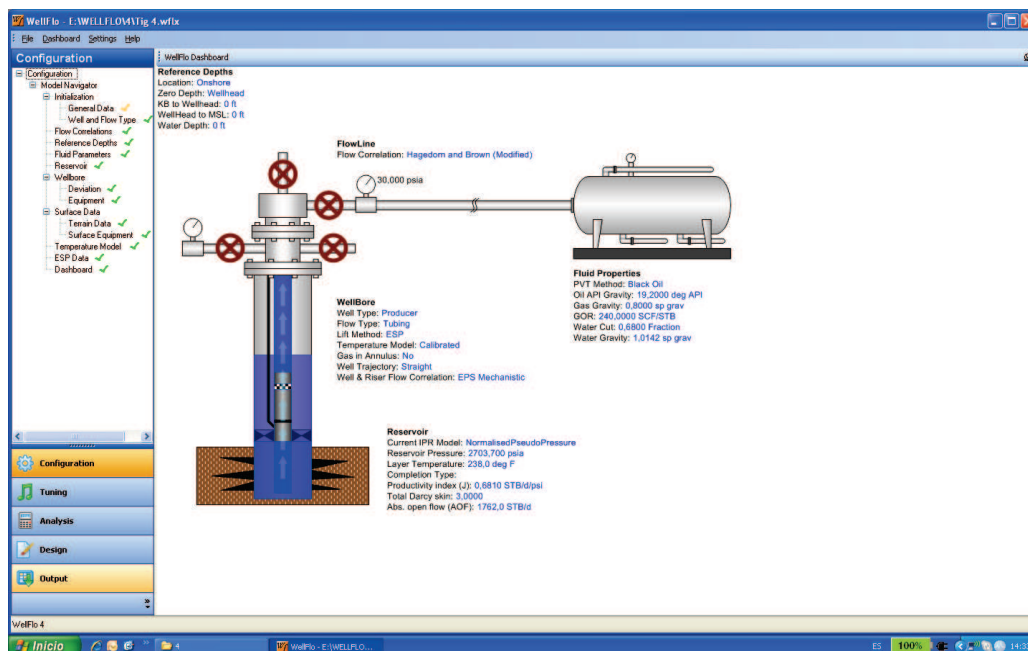 WellFlo - E:\WELLFLOW\Tig 4.wflx
File Dashboard Settings Help
Configuration
WellFlo Dashboard
Configuration
Model Navigator
Initialization
General Data
Well and Flow Type
Flow Correlations
Reference Depths
Fluid Parameters
Reservoir
Wellbore
Deviation
Equipment
Surface Data
Terrain Data
Surface Equipment
Temperature Model
ESP Data
Dashboard
Configuration
Tuning
Analysis
Design
Output
Reference Depths
Location: Onshore
Zero Depth: Wellhead
KB to Wellhead: 0 ft
WellHead to MSL: 0 ft
Water Depth: 0 ft
FlowLine
Flow Correlation: Hagedorn and Brown (Modified)
30,000 psia
Fluid Properties
PVT Method: Black Oil
Oil API Gravity: 19,2000 deg API
Gas Gravity: 0,8000 sp grav
GOR: 240,0000 SCF/STB
Water Cut: 0,6800 Fraction
Water Gravity: 1,0142 sp grav
WellBore
Well Type: Producer
Flow Type: Tubing
Lift Method: ESP
Temperature Model: Calibrated
Gas in Annulus: No
Well Trajectory: Straight
Well & Riser Flow Correlation: EPS Mechanistic
Reservoir
Current IPR Model: NormalisedPseudoPressure
Reservoir Pressure: 2703,700 psia
Layer Temperature: 238,0 deg F
Completion Type:
Productivity index (J): 0,6810 STB/d/psi
Total Darcy skin: 3,0000
Abs. open flow (AOF): 1762,0 STB/d
WellFlo 4
Inicio
4
WellFlo - E:\WELLFLO...
ES
100%